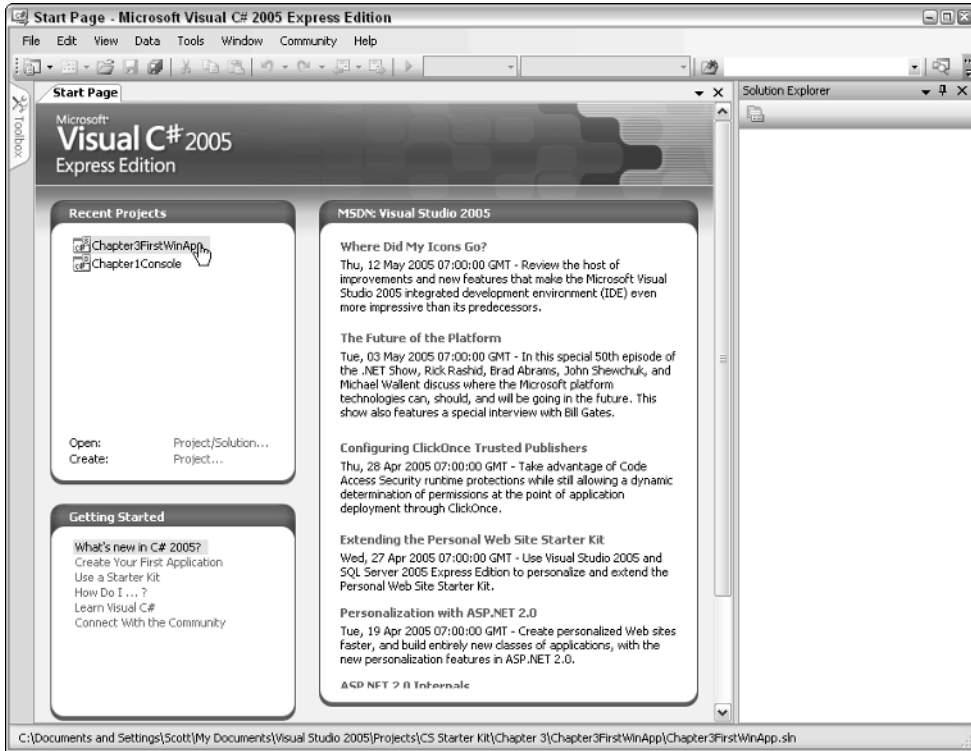 Start Page - Microsoft Visual C# 2005 Express Edition
File Edit View Data Tools Window Community Help
Toolbox
Start Page
Solution Explorer
Microsoft
Visual C# 2005
Express Edition
Recent Projects
Chapter3FirstWinApp
Chapter1Console
Open: Project/Solution...
Create: Project...
Getting Started
What's new in C# 2005?
Create Your First Application
Use a Starter Kit
How Do I ... ?
Learn Visual C#
Connect With the Community
MSDN: Visual Studio 2005
Where Did My Icons Go?
Thu, 12 May 2005 07:00:00 GMT - Review the host of
improvements and new features that make the Microsoft Visual
Studio 2005 integrated development environment (IDE) even
more impressive than its predecessors.
The Future of the Platform
Tue, 03 May 2005 07:00:00 GMT - In this special 50th episode of
the .NET Show, Rick Rashid, Brad Abrams, John Shewchuk, and
Michael Wallent discuss where the Microsoft platform
technologies can, should, and will be going in the future. This
show also features a special interview with Bill Gates.
Configuring ClickOnce Trusted Publishers
Thu, 28 Apr 2005 07:00:00 GMT - Take advantage of Code
Access Security runtime protections while still allowing a dynamic
determination of permissions at the point of application
deployment through ClickOnce.
Extending the Personal Web Site Starter Kit
Wed, 27 Apr 2005 07:00:00 GMT - Use Visual Studio 2005 and
SQL Server 2005 Express Edition to personalize and extend the
Personal Web Site Starter Kit.
Personalization with ASP.NET 2.0
Tue, 19 Apr 2005 07:00:00 GMT - Create personalized Web sites
faster, and build entirely new classes of applications, with the
new personalization features in ASP.NET 2.0.
ASP.NET 2.0 Internals
C:\Documents and Settings\Scott\My Documents\Visual Studio 2005\Projects\CS Starter Kit\Chapter 3\Chapter3FirstWinApp\Chapter3FirstWinApp.sln